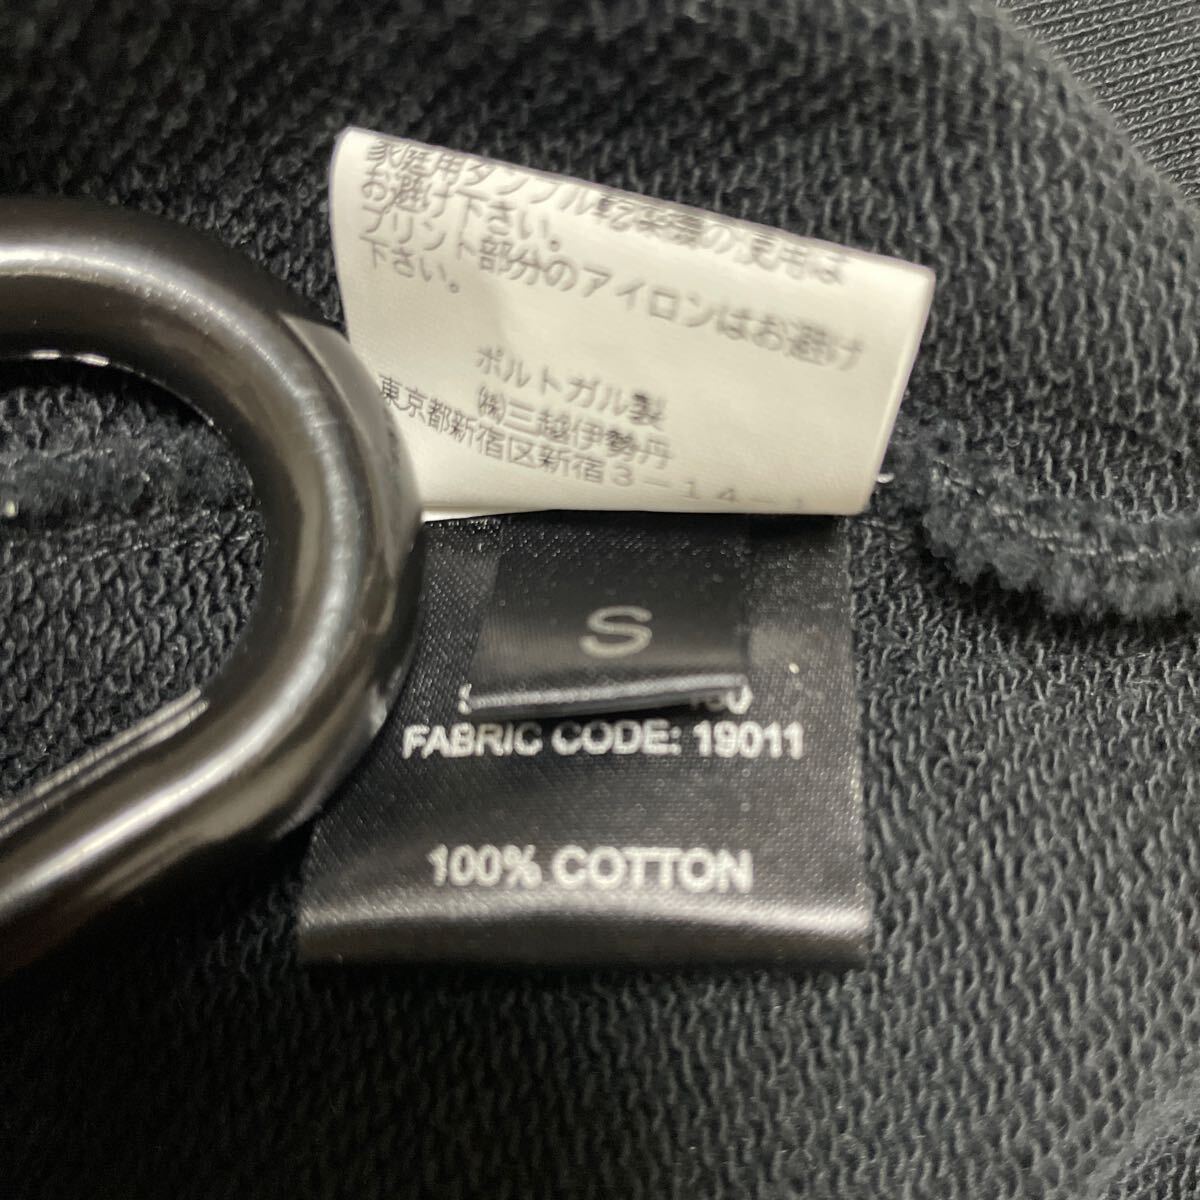 家庭用タンブル乾燥機の使用は
お避け下さい。
プリント部分のアイロンはお避け
下さい。
ポルトガル製
㈱三越伊勢丹
東京都新宿区新宿3-14-1
S
FABRIC CODE: 19011
100% COTTON